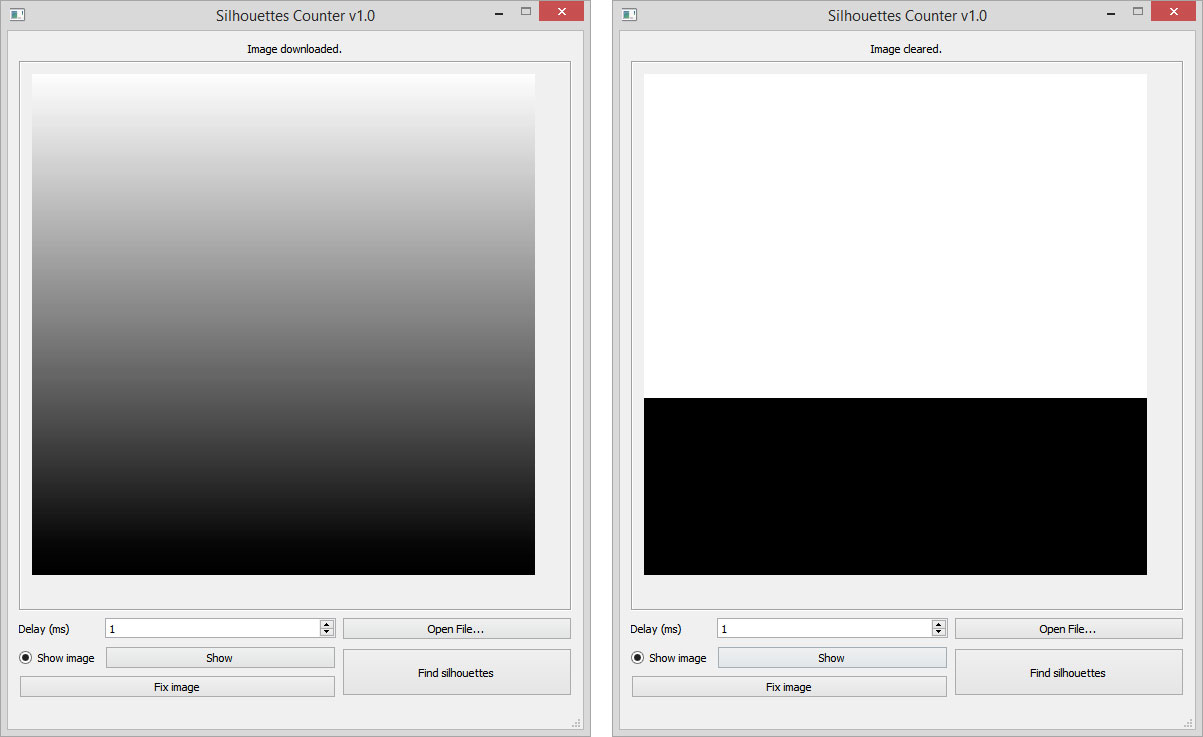 Silhouettes Counter v1.0
Image downloaded.
Delay (ms)
1
Open File...
Show image
Show
Find silhouettes
Fix image
Silhouettes Counter v1.0
Image cleared.
Delay (ms)
1
Open File...
Show image
Show
Find silhouettes
Fix image